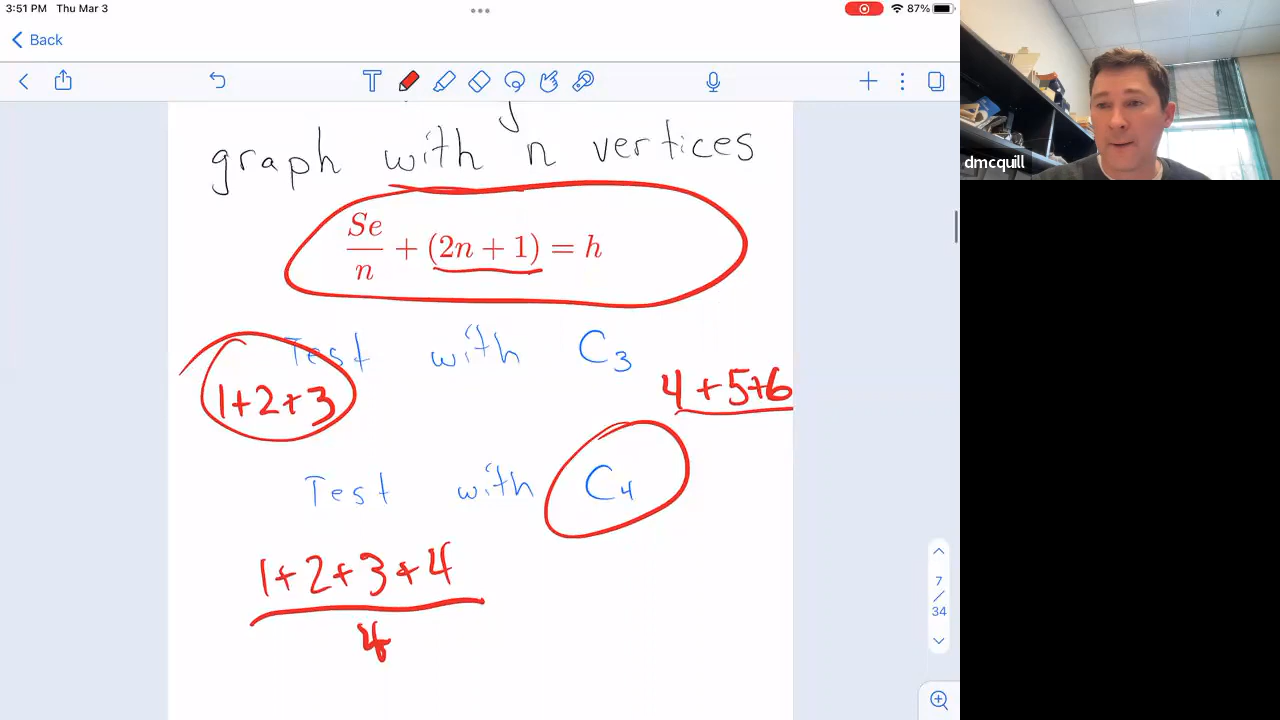 3:51 PM Thu Mar 3
87%
Back
T
graph with n vertices
Se/n + (2n + 1) = h
Test with C₃
1+2+3
4+5+6
Test with C₄
1+2+3+4
4
7
/
34
dmcquill